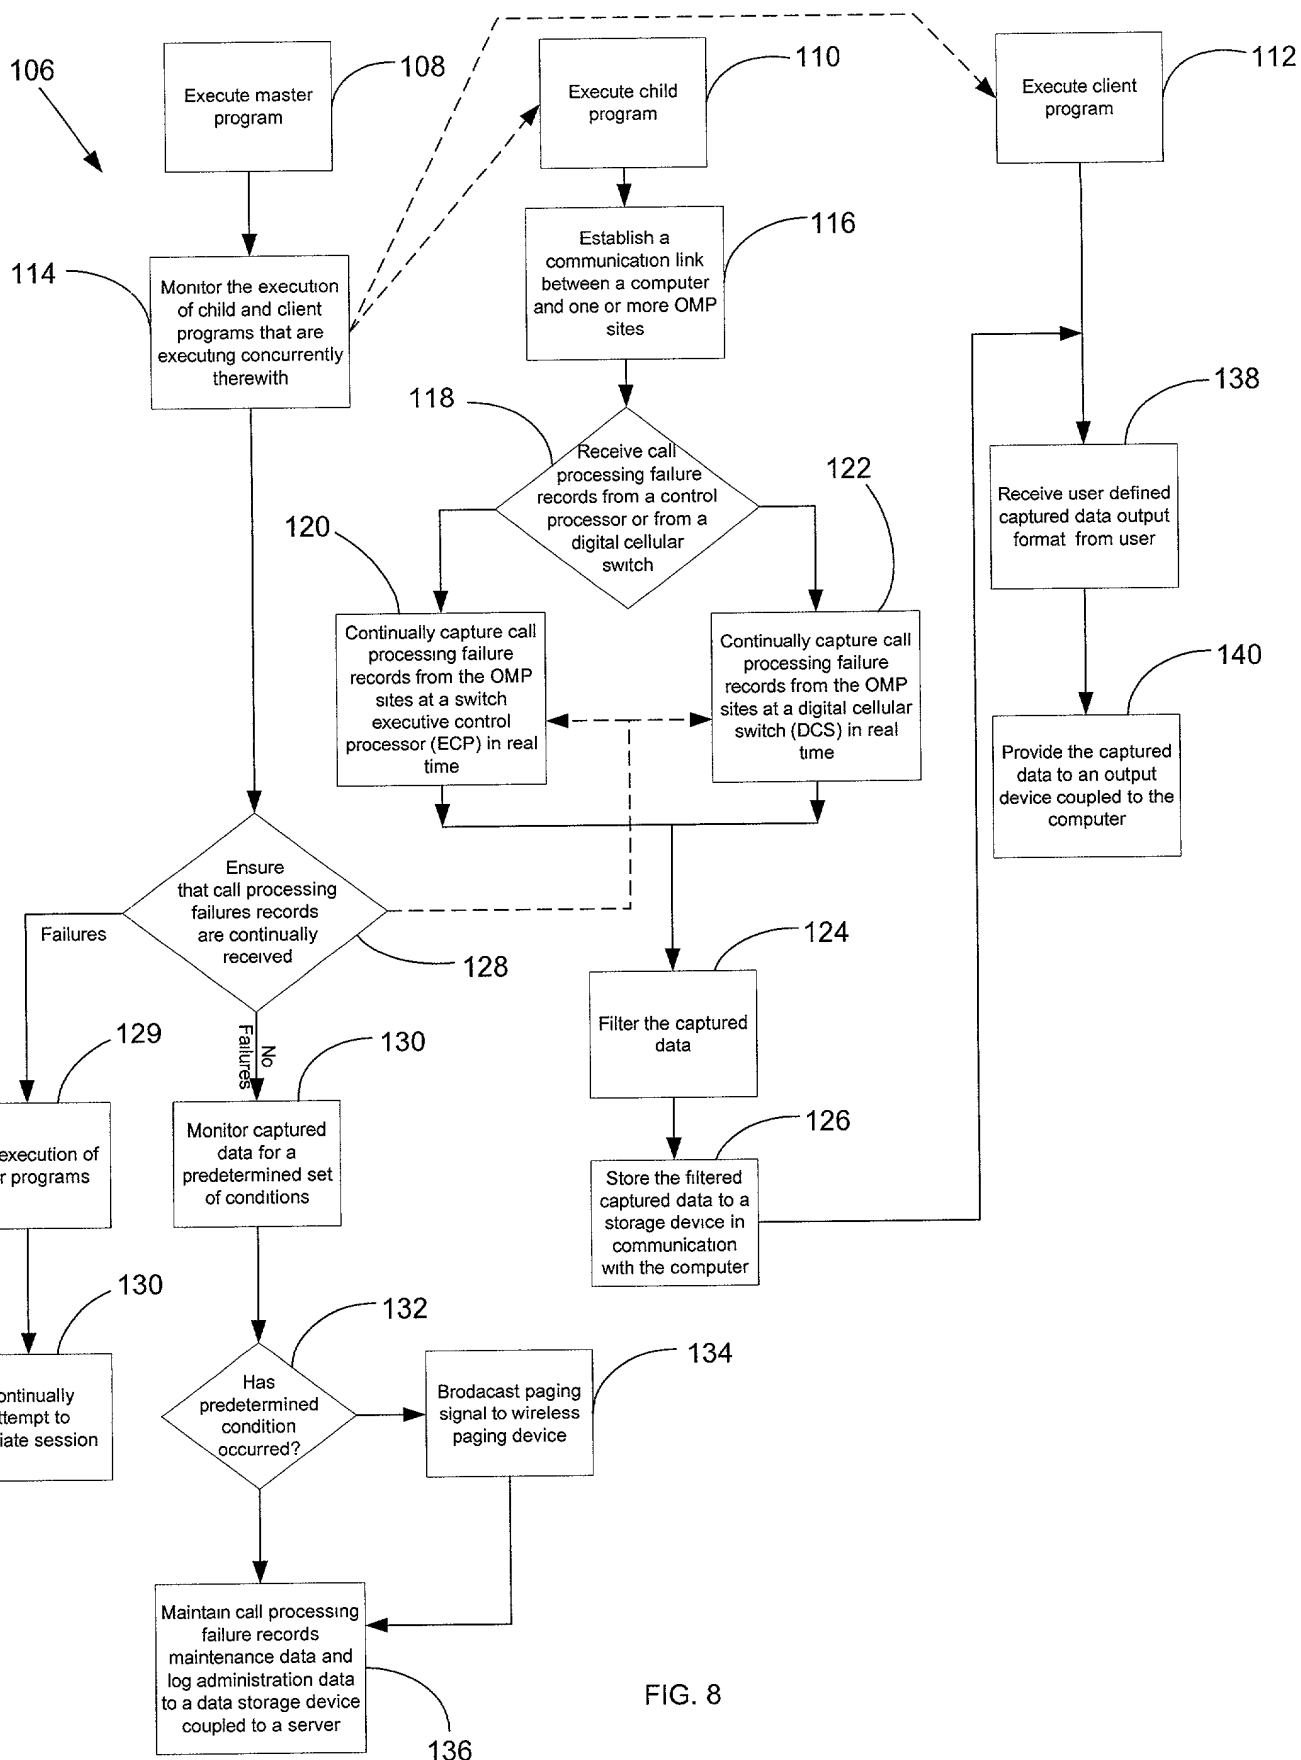 106
Execute master
program
108
Execute child
program
110
Execute client
program
112
114
Monitor the execution
of child and client
programs that are
executing concurrently
therewith
Establish a
communication link
between a computer
and one or more OMP
sites
116
118
Receive call
processing failure
records from a control
processor or from a
digital cellular
switch
120
122
Continually capture call
processing failure
records from the OMP
sites at a switch
executive control
processor (ECP) in real
time
Continually capture call
processing failure
records from the OMP
sites at a digital cellular
switch (DCS) in real
time
138
Receive user defined
captured data output
format from user
140
Provide the captured
data to an output
device coupled to the
computer
Ensure
that call processing
failures records
are continually
received
128
Failures
No
Failures
124
Filter the captured
data
126
Store the filtered
captured data to a
storage device in
communication
with the computer
129
execution of
programs
130
Monitor captured
data for a
predetermined set
of conditions
130
ontinually
ttempt to
iate session
132
Has
predetermined
condition
occurred?
134
Brodacast paging
signal to wireless
paging device
Maintain call processing
failure records
maintenance data and
log administration data
to a data storage device
coupled to a server
136
FIG. 8